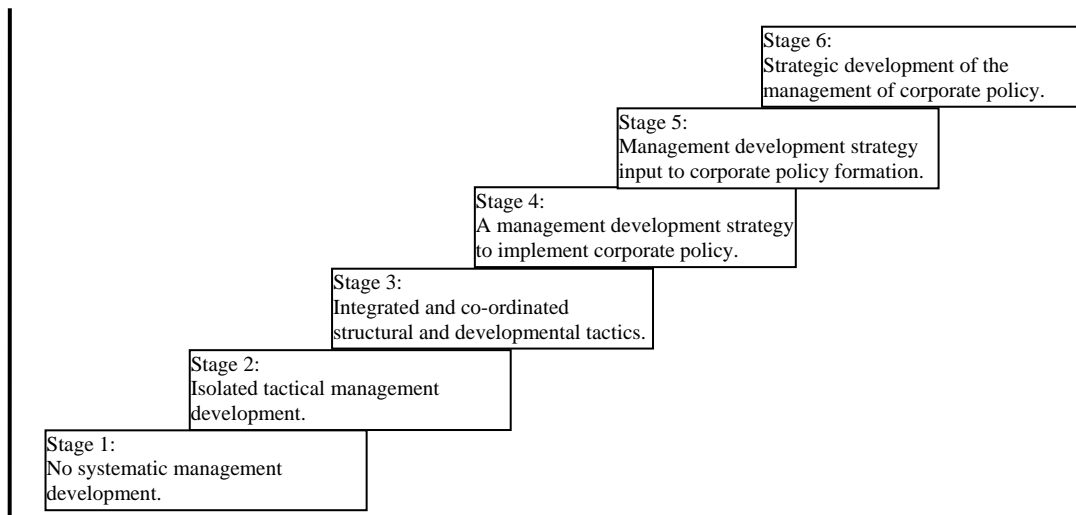 Stage 6:
Strategic development of the
management of corporate policy.
Stage 5:
Management development strategy
input to corporate policy formation.
Stage 4:
A management development strategy
to implement corporate policy.
Stage 3:
Integrated and co-ordinated
structural and developmental tactics.
Stage 2:
Isolated tactical management
development.
Stage 1:
No systematic management
development.